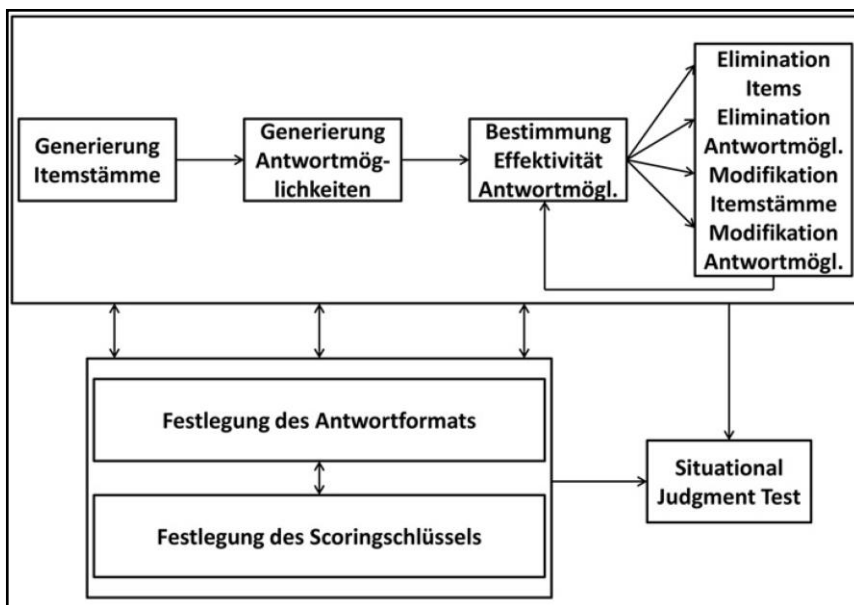 Generierung
Itemstämme
Generierung
Antwortmög-
lichkeiten
Bestimmung
Effektivität
Antwortmögl.
Elimination
Items
Elimination
Antwortmögl.
Modifikation
Itemstämme
Modifikation
Antwortmögl.
Festlegung des Antwortformats
Festlegung des Scoringschlüssels
Situational
Judgment Test